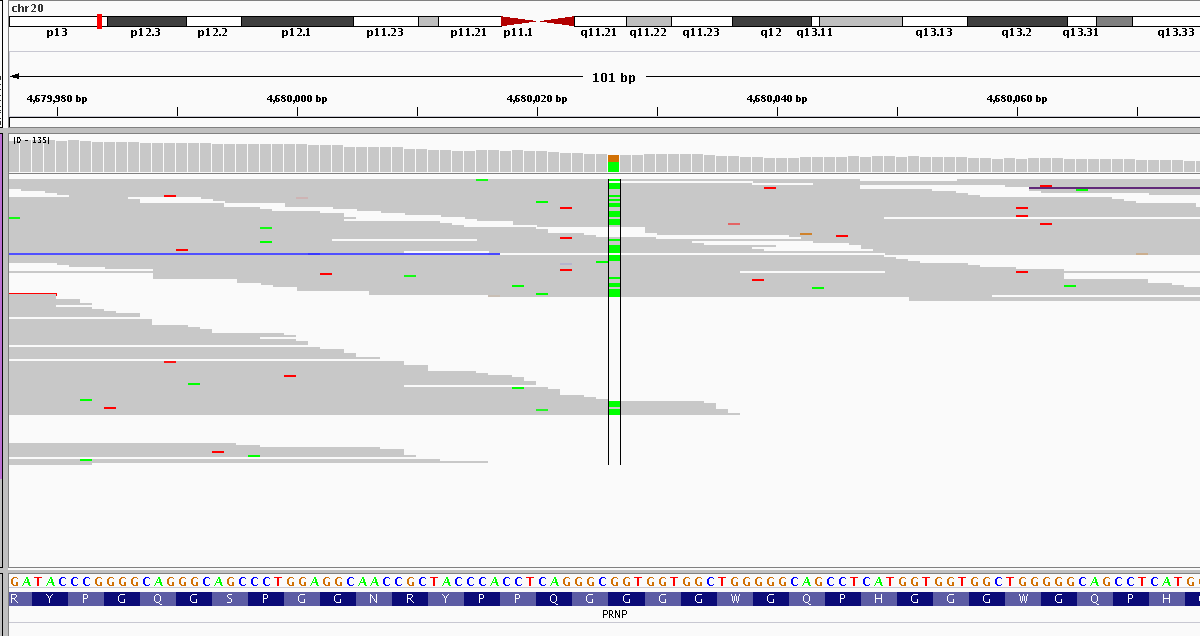 chr20
p13 p12.3 p12.2 p12.1 p11.23 p11.21 p11.1 q11.21 q11.22 q11.23 q12 q13.11 q13.13 q13.2 q13.31 q13.33
101 bp
4,679,980 bp 4,680,000 bp 4,680,020 bp 4,680,040 bp 4,680,060 bp
[0 - 135]
GATACCCGGGGCAGGGCAGCCCTGGAGGCAACCGCTACCCACCTCAGGGCGGTGGTGGCTGGGGGCAGCCTCATGGTGGTGGCTGGGGGCAGCCTCATG
R Y P G Q G S P G G N R Y P P Q G G G G W G Q P H G G G W G Q P H
PRNP